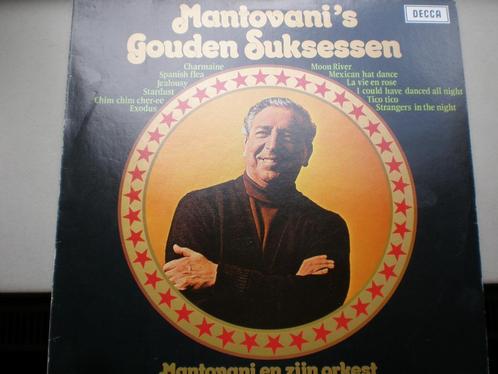 Mantovani's
DECCA
Gouden Suksessen
Charmaine
Spanish flea
Jealousy
Stardust
Chim chim cher-ee
Exodus
Moon River
Mexican hat dance
La vie en rose
I could have danced all night
Tico tico
Strangers in the night
Mantovani en zijn orkest